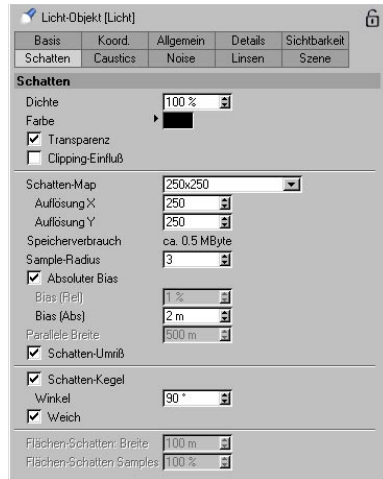 Licht-Objekt [Licht]
Basis Koord. Allgemein Details Sichtbarkeit
Schatten Caustics Noise Linsen Szene
Schatten
Dichte 100 %
Farbe
Transparenz
Clipping-Einfluß
Schatten-Map 250x250
Auflösung X 250
Auflösung Y 250
Speicherverbrauch ca. 0.5 MByte
Sample-Radius 3
Absoluter Bias
Bias (Rel) 1 %
Bias (Abs) 2 m
Parallele Breite 500 m
Schatten-Umriß
Schatten-Kegel
Winkel 90 °
Weich
Flächen-Schatten: Breite 100 m
Flächen-Schatten Samples 100 %